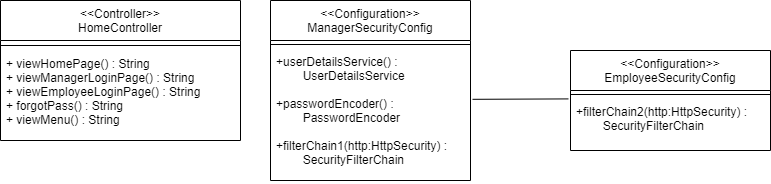 <<Controller>>
HomeController
+ viewHomePage() : String
+ viewManagerLoginPage() : String
+ viewEmployeeLoginPage() : String
+ forgotPass() : String
+ viewMenu() : String
<<Configuration>>
ManagerSecurityConfig
+userDetailsService() :
UserDetailsService
+passwordEncoder() :
PasswordEncoder
+filterChain1(http:HttpSecurity) :
SecurityFilterChain
<<Configuration>>
EmployeeSecurityConfig
+filterChain2(http:HttpSecurity) :
SecurityFilterChain